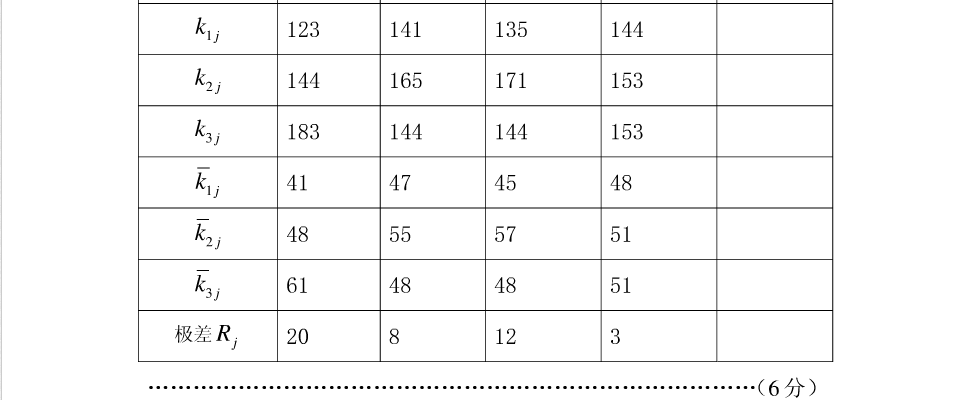 k₁ⱼ 123 141 135 144
k₂ⱼ 144 165 171 153
k₃ⱼ 183 144 144 153
k̄₁ⱼ 41 47 45 48
k̄₂ⱼ 48 55 57 51
k̄₃ⱼ 61 48 48 51
极差 Rⱼ 20 8 12 3
………………………………………………………………………(6分)